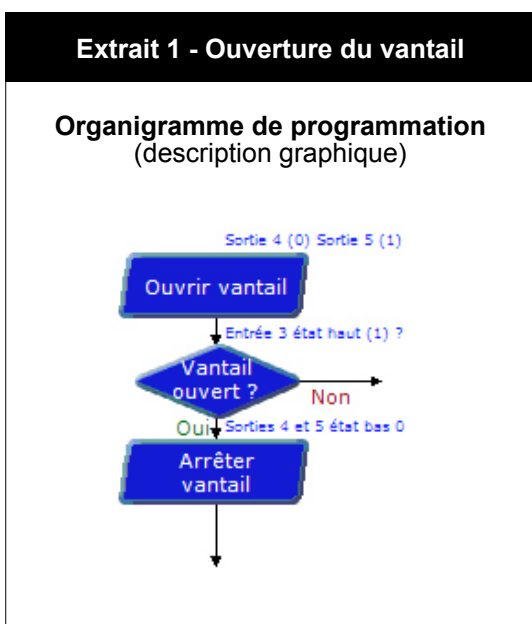 Extrait 1 - Ouverture du vantail
Organigramme de programmation
(description graphique)
Sortie 4 (0) Sortie 5 (1)
Ouvrir vantail
Entrée 3 état haut (1) ?
Vantail
ouvert ?
Non
Oui
Sorties 4 et 5 état bas 0
Arrêter
vantail